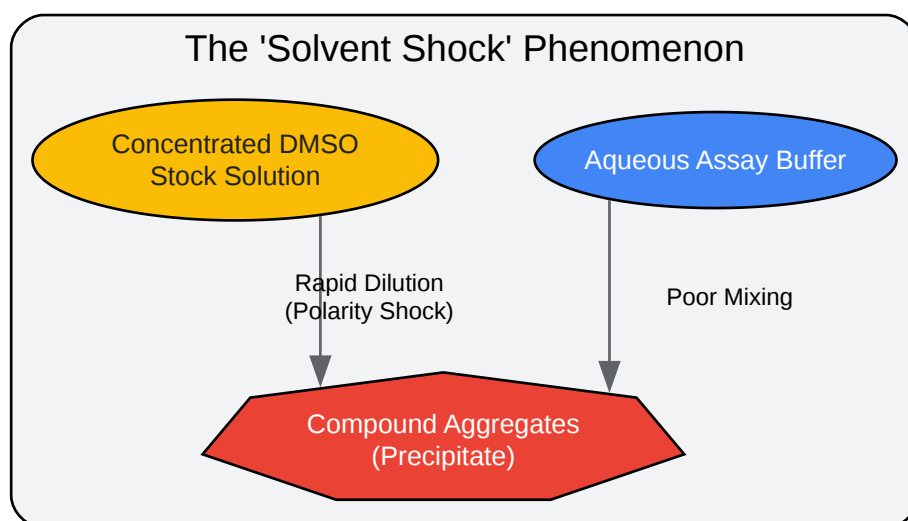 The 'Solvent Shock' Phenomenon
Concentrated DMSO
Stock Solution
Aqueous Assay Buffer
Rapid Dilution
(Polarity Shock)
Poor Mixing
Compound Aggregates
(Precipitate)